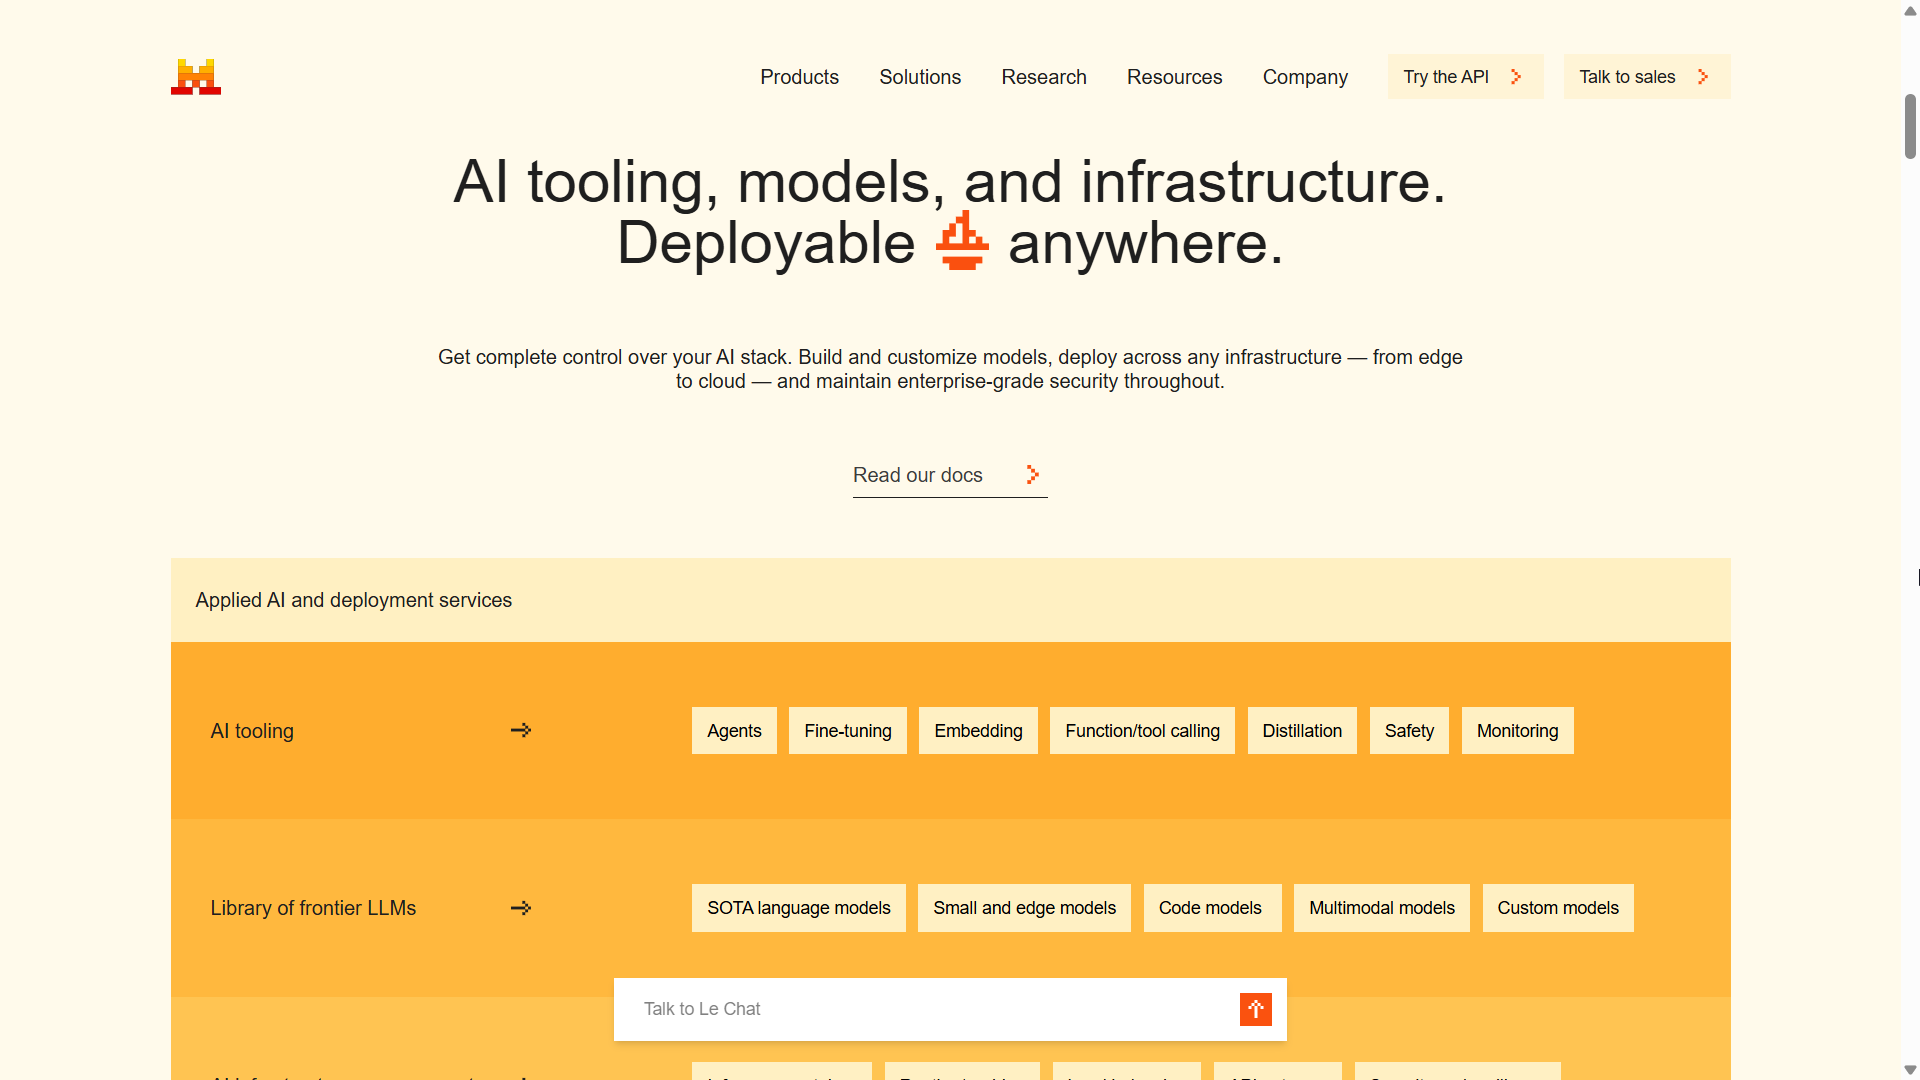 Products Solutions Research Resources Company Try the API Talk to sales
AI tooling, models, and infrastructure.
Deployable anywhere.
Get complete control over your AI stack. Build and customize models, deploy across any infrastructure — from edge
to cloud — and maintain enterprise-grade security throughout.
Read our docs
Applied AI and deployment services
AI tooling
Agents Fine-tuning Embedding Function/tool calling Distillation Safety Monitoring
Library of frontier LLMs
SOTA language models Small and edge models Code models Multimodal models Custom models
Talk to Le Chat